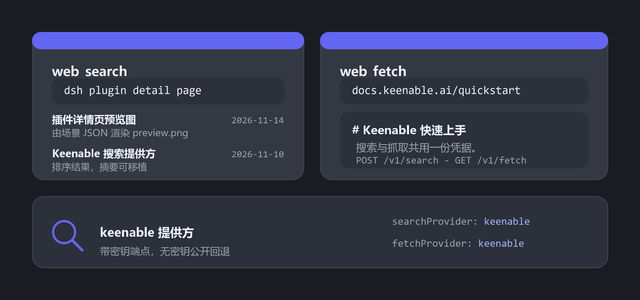 web search
dsh plugin detail page
插件详情页预览图 2026-11-14
由场景 JSON 渲染 preview.png
Keenable 搜索提供方 2026-11-10
排序结果，摘要可移植
web fetch
docs.keenable.ai/quickstart
# Keenable 快速上手
搜索与抓取共用一份凭据。
POST /v1/search - GET /v1/fetch
keenable 提供方
带密钥端点，无密钥公开回退
searchProvider: keenable
fetchProvider: keenable